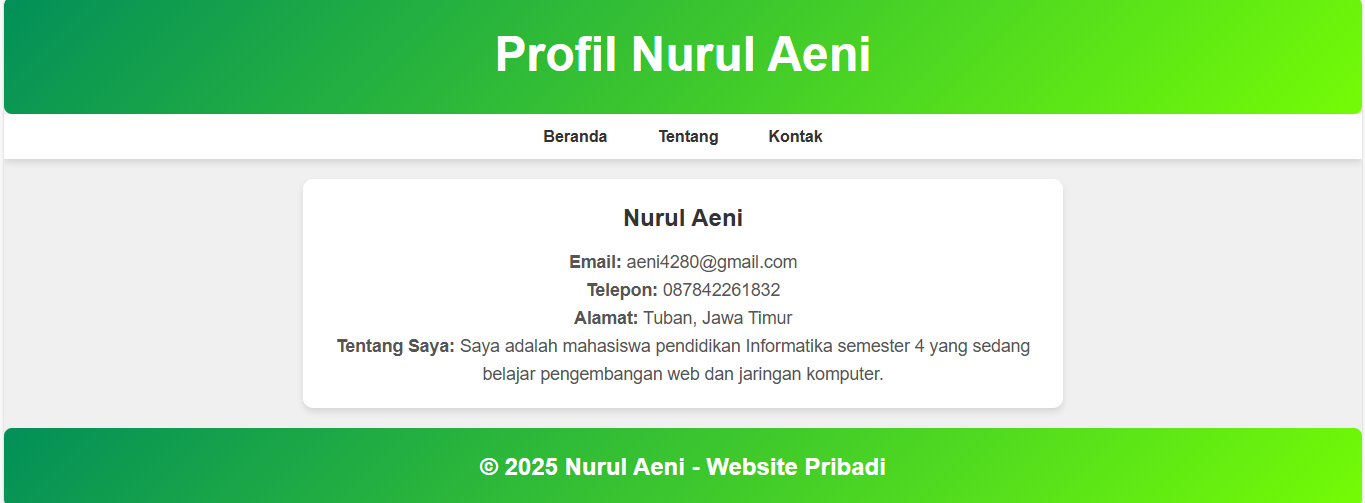 Profil Nurul Aeni
Beranda Tentang Kontak
Nurul Aeni
Email: aeni4280@gmail.com
Telepon: 087842261832
Alamat: Tuban, Jawa Timur
Tentang Saya: Saya adalah mahasiswa pendidikan Informatika semester 4 yang sedang
belajar pengembangan web dan jaringan komputer.
© 2025 Nurul Aeni - Website Pribadi